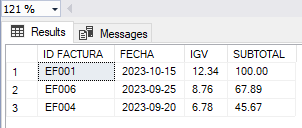 121 %
Results Messages
ID FACTURA FECHA IGV SUBTOTAL
1 EF001 2023-10-15 12.34 100.00
2 EF006 2023-09-25 8.76 67.89
3 EF004 2023-09-20 6.78 45.67